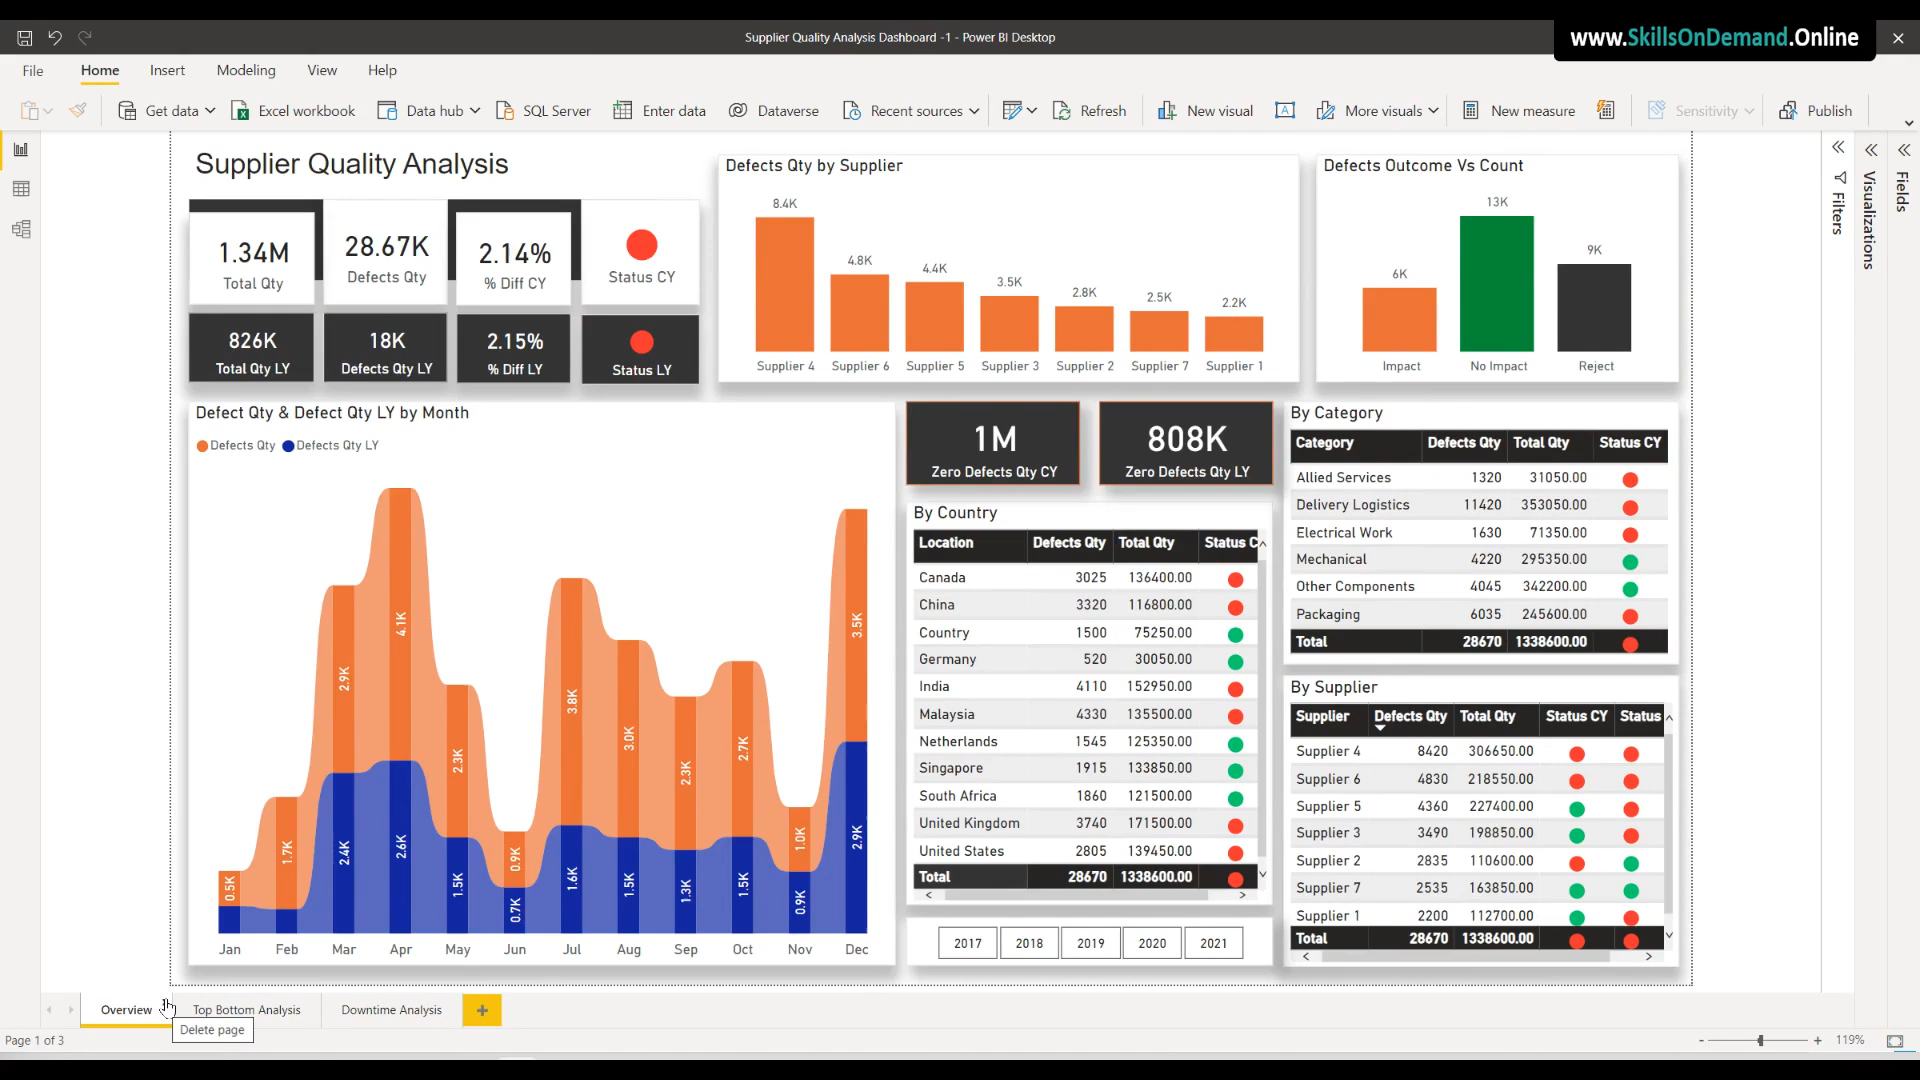 Supplier Quality Analysis Dashboard -1 - Power BI Desktop
www.SkillsOnDemand.Online
File Home Insert Modeling View Help
Get data Excel workbook Data hub SQL Server Enter data Dataverse Recent sources Refresh New visual More visuals New measure Sensitivity Publish
Filters
Visualizations
Fields
Supplier Quality Analysis
1.34M
Total Qty
28.67K
Defects Qty
2.14%
% Diff CY
Status CY
826K
Total Qty LY
18K
Defects Qty LY
2.15%
% Diff LY
Status LY
Defects Qty by Supplier
8.4K 4.8K 4.4K 3.5K 2.8K 2.5K 2.2K
Supplier 4 Supplier 6 Supplier 5 Supplier 3 Supplier 2 Supplier 7 Supplier 1
Defects Outcome Vs Count
6K 13K 9K
Impact No Impact Reject
Defect Qty & Defect Qty LY by Month
Defects Qty Defects Qty LY
0.5K 1.7K 2.9K 4.1K 2.3K 0.9K 3.8K 3.0K 2.3K 2.7K 1.0K 3.5K
2.4K 2.6K 1.5K 0.7K 1.6K 1.5K 1.3K 1.5K 0.9K 2.9K
Jan Feb Mar Apr May Jun Jul Aug Sep Oct Nov Dec
1M
Zero Defects Qty CY
808K
Zero Defects Qty LY
By Country
Location Defects Qty Total Qty Status C
Canada 3025 136400.00
China 3320 116800.00
Country 1500 75250.00
Germany 520 30050.00
India 4110 152950.00
Malaysia 4330 135500.00
Netherlands 1545 125350.00
Singapore 1915 133850.00
South Africa 1860 121500.00
United Kingdom 3740 171500.00
United States 2805 139450.00
Total 28670 1338600.00
2017 2018 2019 2020 2021
By Category
Category Defects Qty Total Qty Status CY
Allied Services 1320 31050.00
Delivery Logistics 11420 353050.00
Electrical Work 1630 71350.00
Mechanical 4220 295350.00
Other Components 4045 342200.00
Packaging 6035 245600.00
Total 28670 1338600.00
By Supplier
Supplier Defects Qty Total Qty Status CY Status
Supplier 4 8420 306650.00
Supplier 6 4830 218550.00
Supplier 5 4360 227400.00
Supplier 3 3490 198850.00
Supplier 2 2835 110600.00
Supplier 7 2535 163850.00
Supplier 1 2200 112700.00
Total 28670 1338600.00
Overview Top Bottom Analysis Downtime Analysis
Delete page
Page 1 of 3
119%